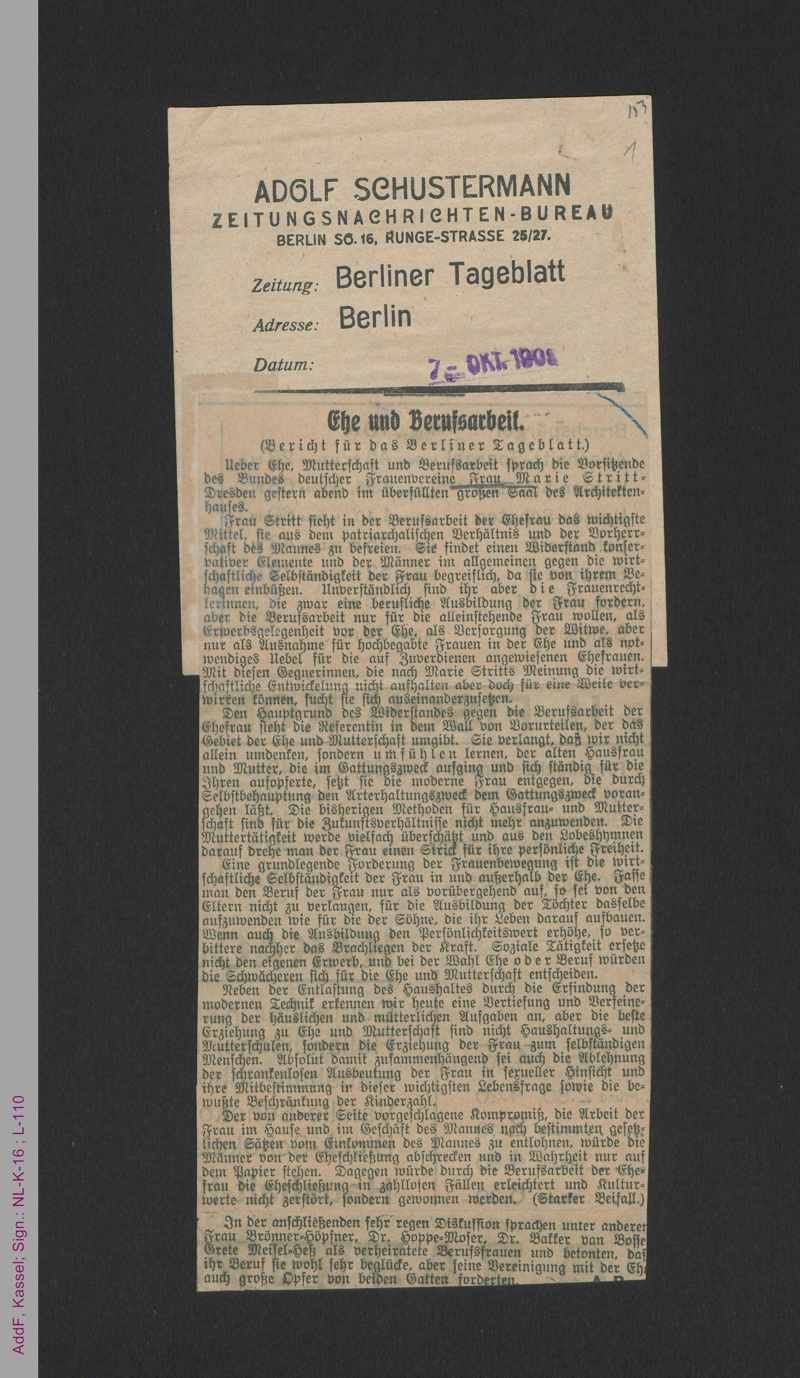 153
1
ADOLF SCHUSTERMANN
ZEITUNGSNACHRICHTEN-BUREAU
BERLIN SO. 16, RUNGE-STRASSE 25/27.
Zeitung: Berliner Tageblatt
Adresse: Berlin
Datum:
7 = OKT. 190
Ehe und Berufsarbeit.
(Bericht für das Berliner Tageblatt.)
Ueber Ehe, Mutterschaft und Berufsarbeit sprach die Vorsitzende
des Bundes deutscher Frauenvereine Frau Marie Stritt-
Dresden gestern abend im überfüllten großen Saal des Architekten-
hauses.
Frau Stritt sieht in der Berufsarbeit der Ehefrau das wichtigste
Mittel, sie aus dem patriarchalischen Verhältnis und der Vorherr-
schaft des Mannes zu befreien. Sie findet einen Widerstand konser-
vativer Elemente und der Männer im allgemeinen gegen die wirt-
schaftliche Selbständigkeit der Frau begreiflich, da sie von ihrem Be-
hagen einbüßen. Unverständlich sind ihr aber die Frauenrecht-
lerinnen, die zwar eine berufliche Ausbildung der Frau fordern,
aber die Berufsarbeit nur für die alleinstehende Frau wollen, als
Erwerbsgelegenheit vor der Ehe, als Versorgung der Witwe, aber
nur als Ausnahme für hochbegabte Frauen in der Ehe und als not-
wendiges Uebel für die auf Zuverdienen angewiesenen Ehefrauen.
Mit diesen Gegnerinnen, die nach Marie Stritts Meinung die wirt-
schaftliche Entwickelung nicht aufhalten aber doch für eine Weile ver-
wirren können, sucht sie sich auseinanderzusetzen.
Den Hauptgrund des Widerstandes gegen die Berufsarbeit der
Ehefrau sieht die Referentin in dem Wall von Vorurteilen, der das
Gebiet der Ehe und Mutterschaft umgibt. Sie verlangt, daß wir nicht
allein umdenken, sondern umfühlen lernen, der alten Hausfrau
und Mutter, die im Gattungszweck aufging und sich ständig für die
Ihren aufopferte, setzt sie die moderne Frau entgegen, die durch
Selbstbehauptung den Arterhaltungszweck dem Gattungszweck voran-
gehen läßt. Die bisherigen Methoden für Hausfrau- und Mutter-
schaft sind für die Zukunftsverhältnisse nicht mehr anzuwenden. Die
Muttertätigkeit werde vielfach überschätzt und aus den Lobeshymnen
darauf drehe man der Frau einen Strick für ihre persönliche Freiheit.
Eine grundlegende Forderung der Frauenbewegung ist die wirt-
schaftliche Selbständigkeit der Frau in und außerhalb der Ehe. Fasse
man den Beruf der Frau nur als vorübergehend auf, so sei von den
Eltern nicht zu verlangen, für die Ausbildung der Töchter dasselbe
aufzuwenden wie für die der Söhne, die ihr Leben darauf aufbauen.
Wenn auch die Ausbildung den Persönlichkeitswert erhöhe, so ver-
bittere nachher das Brachliegen der Kraft. Soziale Tätigkeit ersetze
nicht den eigenen Erwerb, und bei der Wahl Ehe oder Beruf würden
die Schwächeren sich für die Ehe und Mutterschaft entscheiden.
Neben der Entlastung des Haushaltes durch die Erfindung der
modernen Technik erkennen wir heute eine Vertiefung und Verfeine-
rung der häuslichen und mütterlichen Aufgaben an, aber die beste
Erziehung zu Ehe und Mutterschaft sind nicht Haushaltungs- und
Mutterschulen, sondern die Erziehung der Frau zum selbständigen
Menschen. Absolut damit zusammenhängend sei auch die Ablehnung
der schrankenlosen Ausbeutung der Frau in sexueller Hinsicht und
ihre Mitbestimmung in dieser wichtigsten Lebensfrage sowie die be-
wußte Beschränkung der Kinderzahl.
Der von anderer Seite vorgeschlagene Kompromiß, die Arbeit der
Frau im Hause und im Geschäft des Mannes nach bestimmten gesetz-
lichen Sätzen vom Einkommen des Mannes zu entlohnen, würde die
Männer von der Eheschließung abschrecken und in Wahrheit nur auf
dem Papier stehen. Dagegen würde durch die Berufsarbeit der Ehe-
frau die Eheschließung in zahllosen Fällen erleichtert und Kultur-
werte nicht zerstört, sondern gewonnen werden. (Starker Beifall.)
In der anschließenden sehr regen Diskussion sprachen unter anderen
Frau Brönner-Höpfner, Dr. Hoppe-Moser, Dr. Bakker van Bosse
Grete Meisel-Heß als verheiratete Berufsfrauen und betonten, daß
ihr Beruf sie wohl sehr beglücke, aber seine Vereinigung mit der Ehe
auch große Opfer von beiden Gatten forderten.
AddF, Kassel; Sign.: NL-K-16 ; L-110